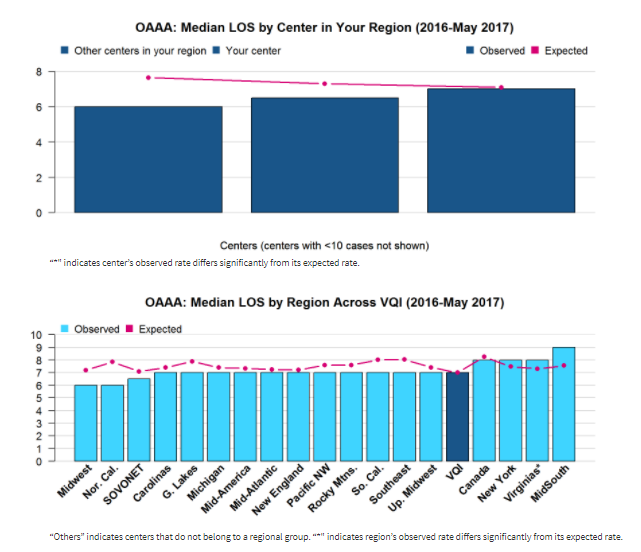 OAAA: Median LOS by Center in Your Region (2016-May 2017)
Other centers in your region Your center Observed Expected
8
6
4
2
0
Centers (centers with <10 cases not shown)
"*" indicates center's observed rate differs significantly from its expected rate.
OAAA: Median LOS by Region Across VQI (2016-May 2017)
Observed Expected
10
9
8
7
6
5
4
3
2
1
0
Midwest
Nor. Cal.
SOVONET
Carolinas
G. Lakes
Michigan
Mid-America
Mid-Atlantic
New England
Pacific NW
Rocky Mtns.
So. Cal.
Southeast
Up. Midwest
VQI
Canada
New York
Virginias*
MidSouth
"Others" indicates centers that do not belong to a regional group. "*" indicates region's observed rate differs significantly from its expected rate.